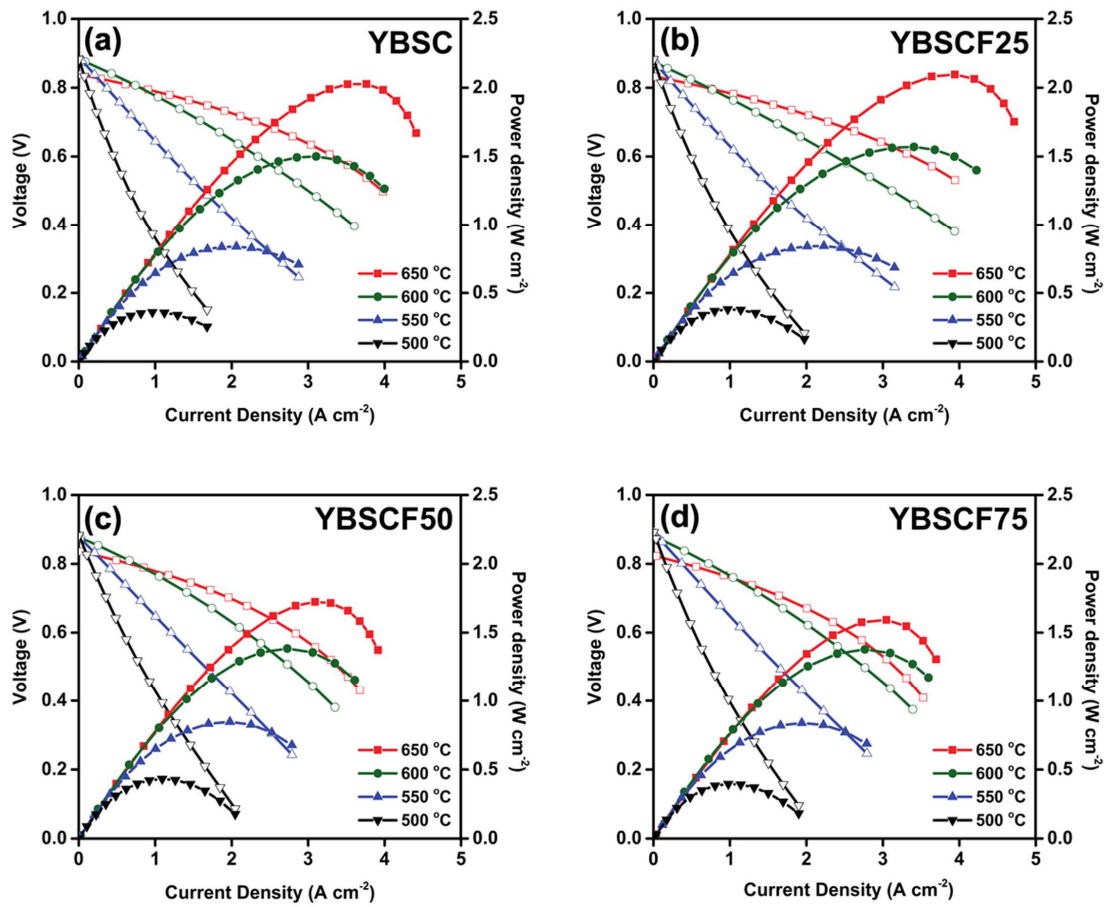 (a) YBSC
1.0 2.5
0.8 2.0
0.6 1.5
0.4 1.0
0.2 0.5
0.0 0.0
0 1 2 3 4 5
Voltage (V)
Power density (W cm-2)
Current Density (A cm-2)
650 °C
600 °C
550 °C
500 °C
(b) YBSCF25
1.0 2.5
0.8 2.0
0.6 1.5
0.4 1.0
0.2 0.5
0.0 0.0
0 1 2 3 4 5
Voltage (V)
Power density (W cm-2)
Current Density (A cm-2)
650 °C
600 °C
550 °C
500 °C
(c) YBSCF50
1.0 2.5
0.8 2.0
0.6 1.5
0.4 1.0
0.2 0.5
0.0 0.0
0 1 2 3 4 5
Voltage (V)
Power density (W cm-2)
Current Density (A cm-2)
650 °C
600 °C
550 °C
500 °C
(d) YBSCF75
1.0 2.5
0.8 2.0
0.6 1.5
0.4 1.0
0.2 0.5
0.0 0.0
0 1 2 3 4 5
Voltage (V)
Power density (W cm-2)
Current Density (A cm-2)
650 °C
600 °C
550 °C
500 °C